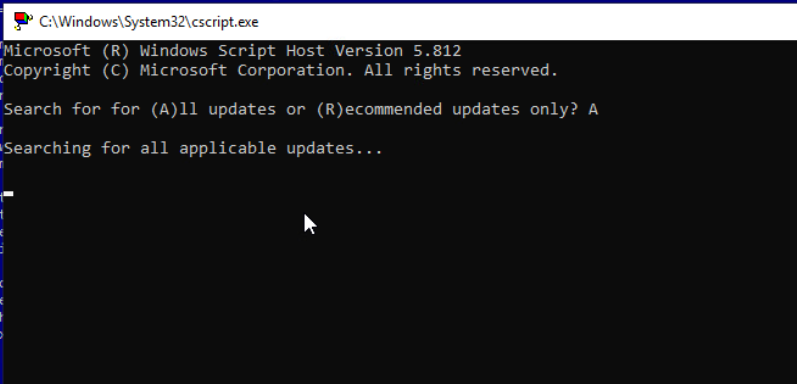 C:\Windows\System32\cscript.exe
Microsoft (R) Windows Script Host Version 5.812
Copyright (C) Microsoft Corporation. All rights reserved.
Search for for (A)ll updates or (R)ecommended updates only? A
Searching for all applicable updates...